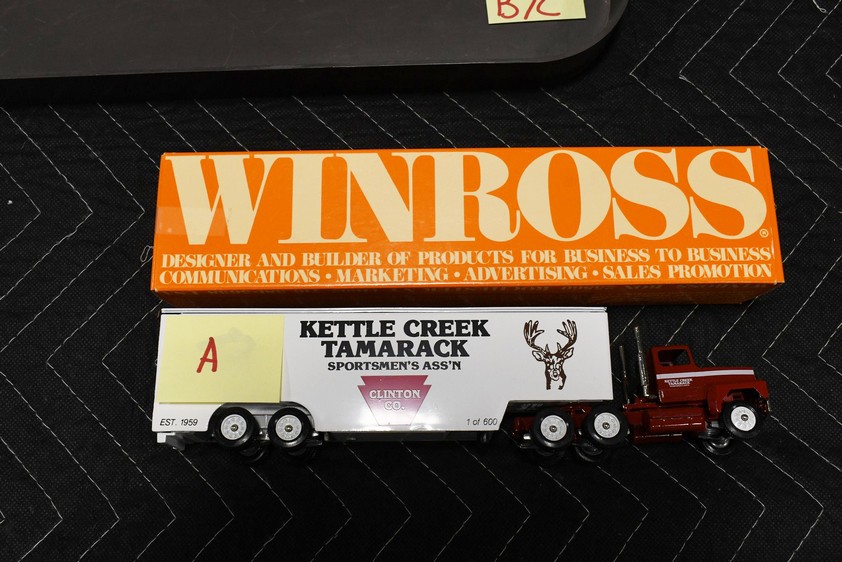 B/C
WINROSS®
DESIGNER AND BUILDER OF PRODUCTS FOR BUSINESS TO BUSINESS
COMMUNICATIONS • MARKETING • ADVERTISING • SALES PROMOTION
A
KETTLE CREEK
TAMARACK
SPORTSMEN'S ASS'N
CLINTON
CO.
EST. 1959
1 of 600
KETTLE CREEK
TAMARACK